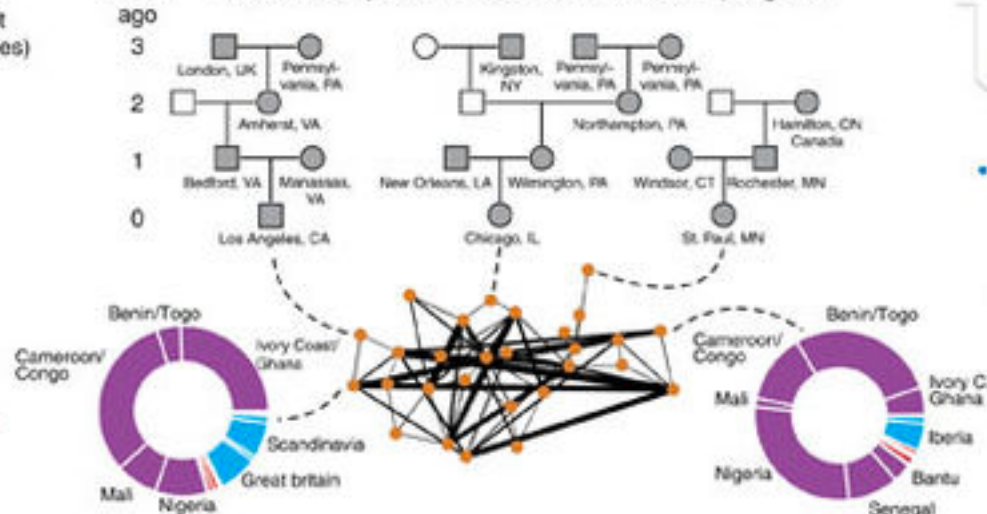 ago
es)
3
London, UK
Pennsyl-
vania, PA
Kingston,
NY
Pennsyl-
vania, PA
Pennsyl-
vania, PA
2
Amherst, VA
Northampton, PA
Hamilton, ON
Canada
1
Bedford, VA
Manassas,
VA
New Orleans, LA
Wilmington, PA
Windsor, CT
Rochester, MN
0
Los Angeles, CA
Chicago, IL
St. Paul, MN
Benin/Togo
Cameroon/
Congo
Ivory Coast/
Ghana
Scandinavia
Great britain
Nigeria
Mali
Benin/Togo
Cameroon/
Congo
Ivory C
Ghana
Mali
Iberia
Bantu
Nigeria
Senegal